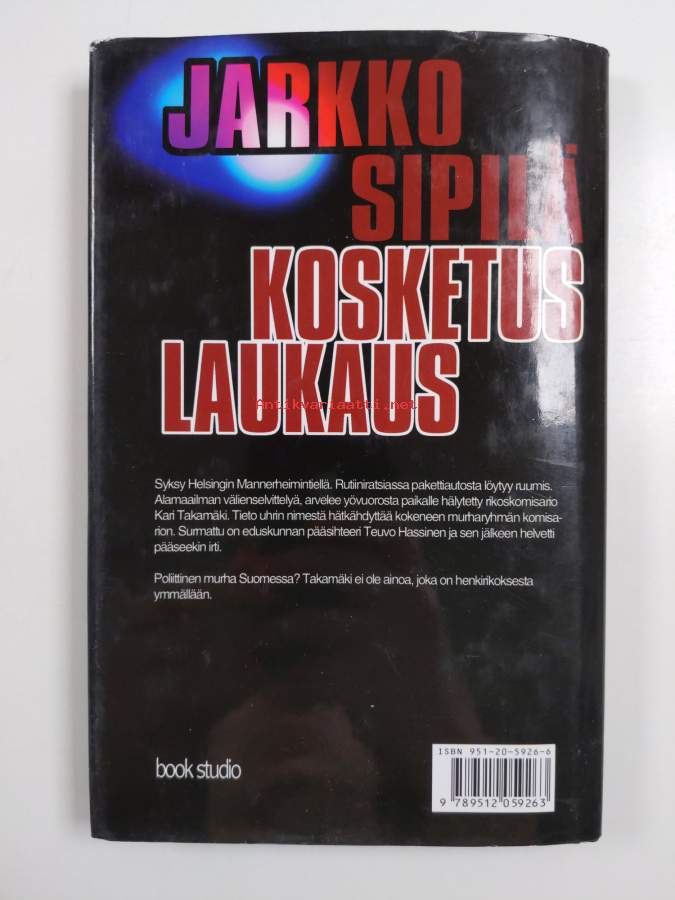 JARKKO
SIPILÄ
KOSKETUS
LAUKAUS
Antikvariaatti.net
Syksy Helsingin Mannerheimintiellä. Rutiiniratsiassa pakettiautosta löytyy ruumis.
Alamaailman välienselvittelyä, arvelee yövuorosta paikalle hälytetty rikoskomisario
Kari Takamäki. Tieto uhrin nimestä hätkähdyttää kokeneen murharyhmän komisa-
rion. Surmattu on eduskunnan pääsihteeri Teuvo Hassinen ja sen jälkeen helvetti
pääseekin irti.
Poliittinen murha Suomessa? Takamäki ei ole ainoa, joka on henkirikoksesta
ymmällään.
ISBN 951-20-5926-6
book studio
9 789512 059263